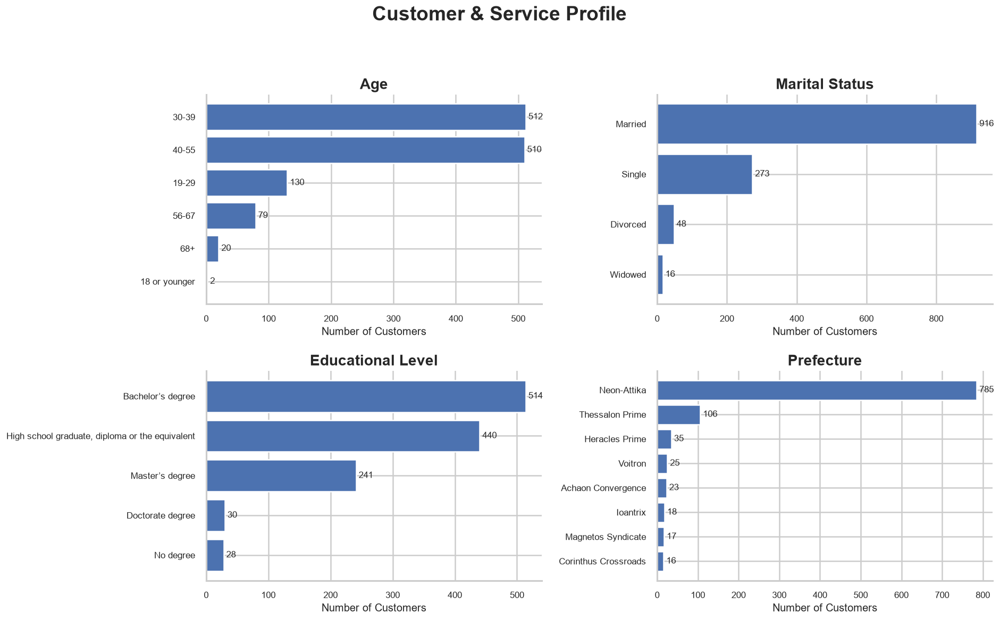 Customer & Service Profile
Age
30-39
512
40-55
510
19-29
130
56-67
79
68+
20
18 or younger
2
0 100 200 300 400 500
Number of Customers
Marital Status
Married
916
Single
273
Divorced
48
Widowed
16
0 200 400 600 800
Number of Customers
Educational Level
Bachelor’s degree
514
High school graduate, diploma or the equivalent
440
Master’s degree
241
Doctorate degree
30
No degree
28
0 100 200 300 400 500
Number of Customers
Prefecture
Neon-Attika
785
Thessalon Prime
106
Heracles Prime
35
Voitron
25
Achaon Convergence
23
Ioantrix
18
Magnetos Syndicate
17
Corinthus Crossroads
16
0 100 200 300 400 500 600 700 800
Number of Customers